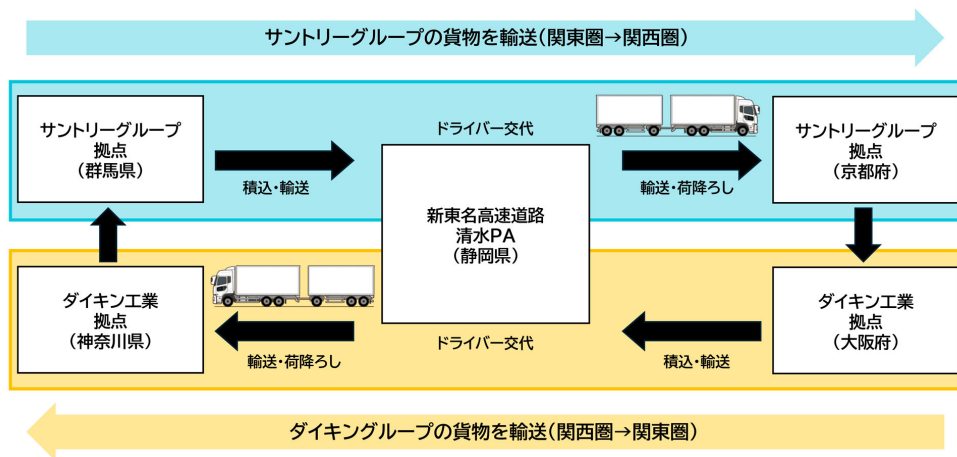 サントリーグループの貨物を輸送(関東圏→関西圏)
サントリーグループ
拠点
(群馬県)
積込・輸送
ドライバー交代
輸送・荷降ろし
サントリーグループ
拠点
(京都府)
新東名高速道路
清水PA
(静岡県)
ダイキン工業
拠点
(神奈川県)
輸送・荷降ろし
ドライバー交代
積込・輸送
ダイキン工業
拠点
(大阪府)
ダイキングループの貨物を輸送(関西圏→関東圏)